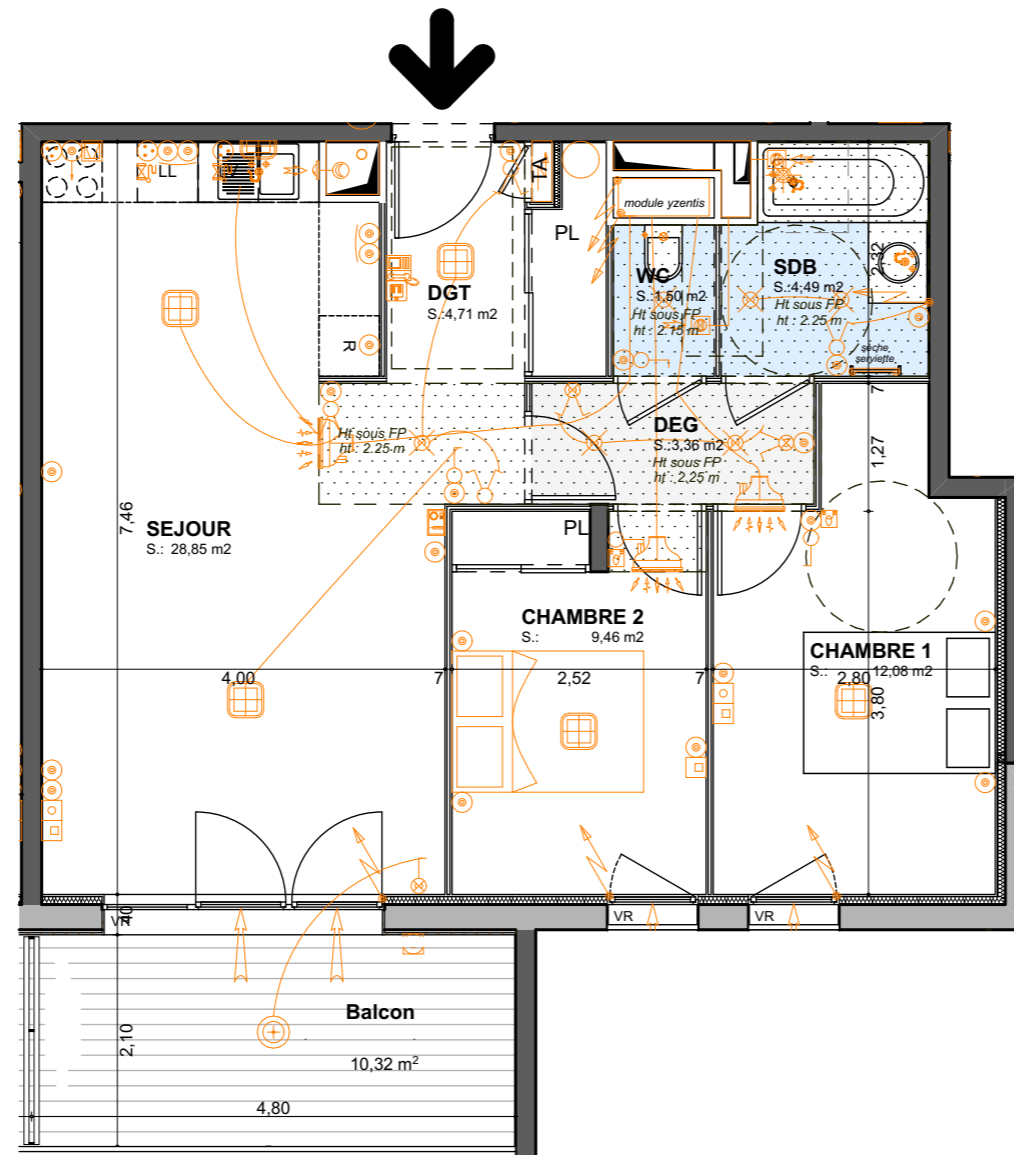 LL
LV
TA
module yzentis
PL
DGT
S.:4,71 m2
WC
S.:1,50 m2
Ht sous FP
ht : 2.15 m
SDB
S.:4,49 m2
Ht sous FP
ht : 2.25 m
2,32
sèche
serviette
R
7
Ht sous FP
ht : 2.25 m
DEG
S.:3,36 m2
Ht sous FP
ht : 2,25 m
1,27
7,46
SEJOUR
S.: 28,85 m2
PL
CHAMBRE 2
S.: 9,46 m2
CHAMBRE 1
S.: 12,08 m2
4,00
7
2,52
7
2,80
3,80
VR
40
VR
VR
Balcon
10,32 m²
2,10
4,80